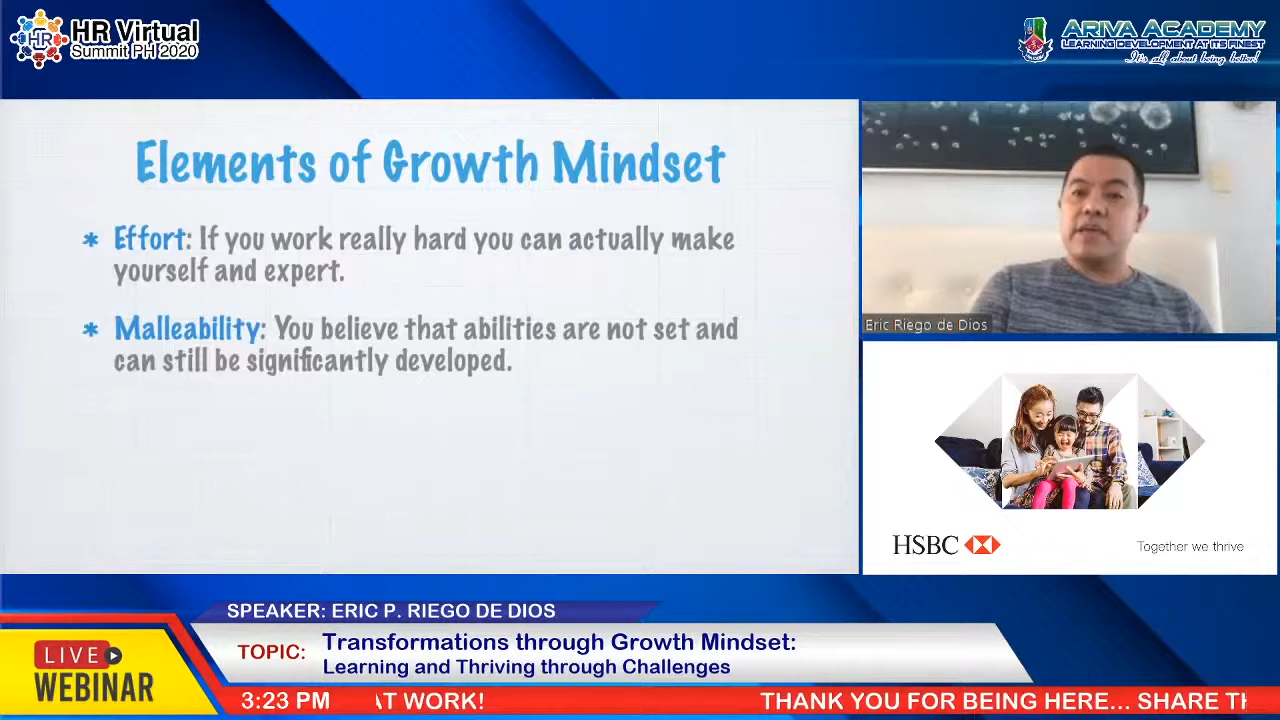 HR Virtual
Summit PH 2020
HR
ARIVA ACADEMY
LEARNING DEVELOPMENT AT ITS FINEST
It's all about being better!
Elements of Growth Mindset
* Effort: If you work really hard you can actually make
yourself and expert.
* Malleability: You believe that abilities are not set and
can still be significantly developed.
Eric Riego de Dios
HSBC
Together we thrive
SPEAKER: ERIC P. RIEGO DE DIOS
TOPIC:
Transformations through Growth Mindset:
Learning and Thriving through Challenges
LIVE
WEBINAR
3:23 PM
AT WORK!
THANK YOU FOR BEING HERE... SHARE